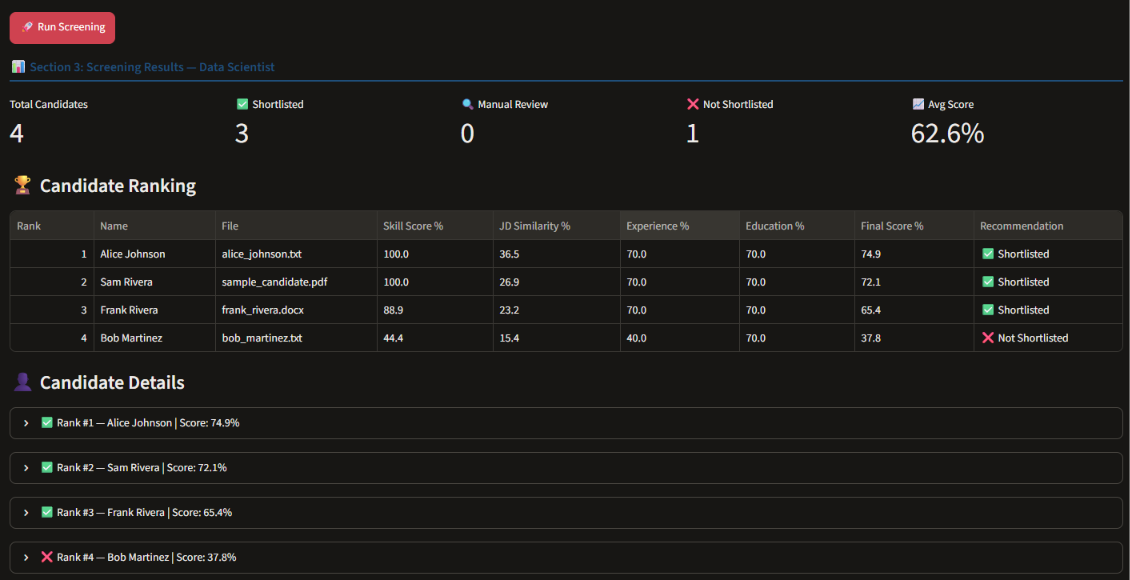 🚀 Run Screening
📊 Section 3: Screening Results — Data Scientist
Total Candidates ✅ Shortlisted 🔍 Manual Review ❌ Not Shortlisted 📈 Avg Score
4 3 0 1 62.6%
🏆 Candidate Ranking
Rank Name File Skill Score % JD Similarity % Experience % Education % Final Score % Recommendation
1 Alice Johnson alice_johnson.txt 100.0 36.5 70.0 70.0 74.9 ✅ Shortlisted
2 Sam Rivera sample_candidate.pdf 100.0 26.9 70.0 70.0 72.1 ✅ Shortlisted
3 Frank Rivera frank_rivera.docx 88.9 23.2 70.0 70.0 65.4 ✅ Shortlisted
4 Bob Martinez bob_martinez.txt 44.4 15.4 40.0 70.0 37.8 ❌ Not Shortlisted
👤 Candidate Details
› ✅ Rank #1 — Alice Johnson | Score: 74.9%
› ✅ Rank #2 — Sam Rivera | Score: 72.1%
› ✅ Rank #3 — Frank Rivera | Score: 65.4%
› ❌ Rank #4 — Bob Martinez | Score: 37.8%